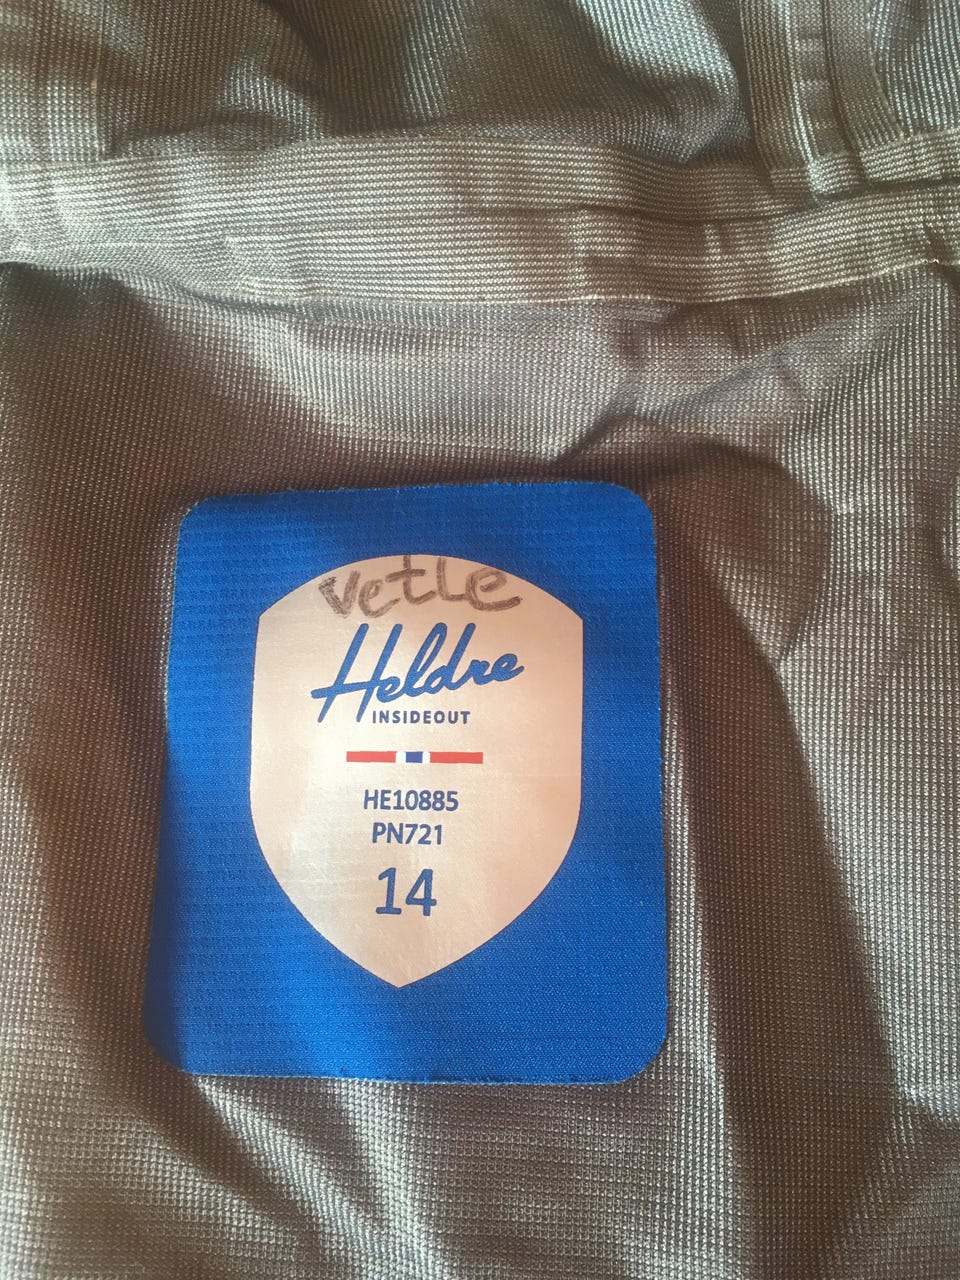 vetle
Heldre
INSIDEOUT
HE10885
PN721
14